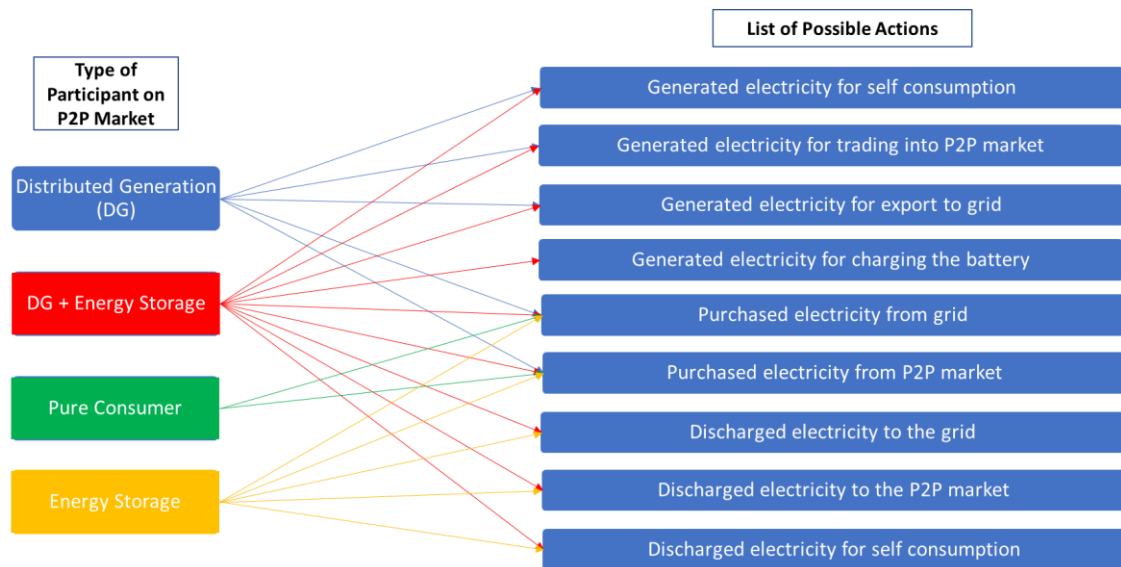 List of Possible Actions
Type of
Participant on
P2P Market
Distributed Generation
(DG)
DG + Energy Storage
Pure Consumer
Energy Storage
Generated electricity for self consumption
Generated electricity for trading into P2P market
Generated electricity for export to grid
Generated electricity for charging the battery
Purchased electricity from grid
Purchased electricity from P2P market
Discharged electricity to the grid
Discharged electricity to the P2P market
Discharged electricity for self consumption